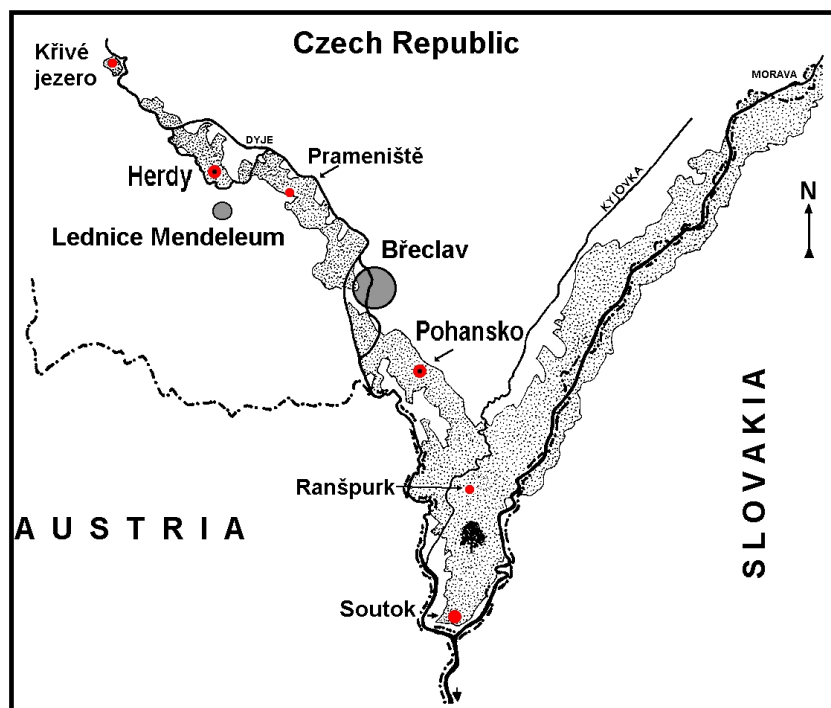 Czech Republic
Křivé
jezero
MORAVA
DYJE
Prameniště
Herdy
KYJOVKA
N
Lednice Mendeleum
Břeclav
Pohansko
SLOVAKIA
Ranšpurk
AUSTRIA
Soutok